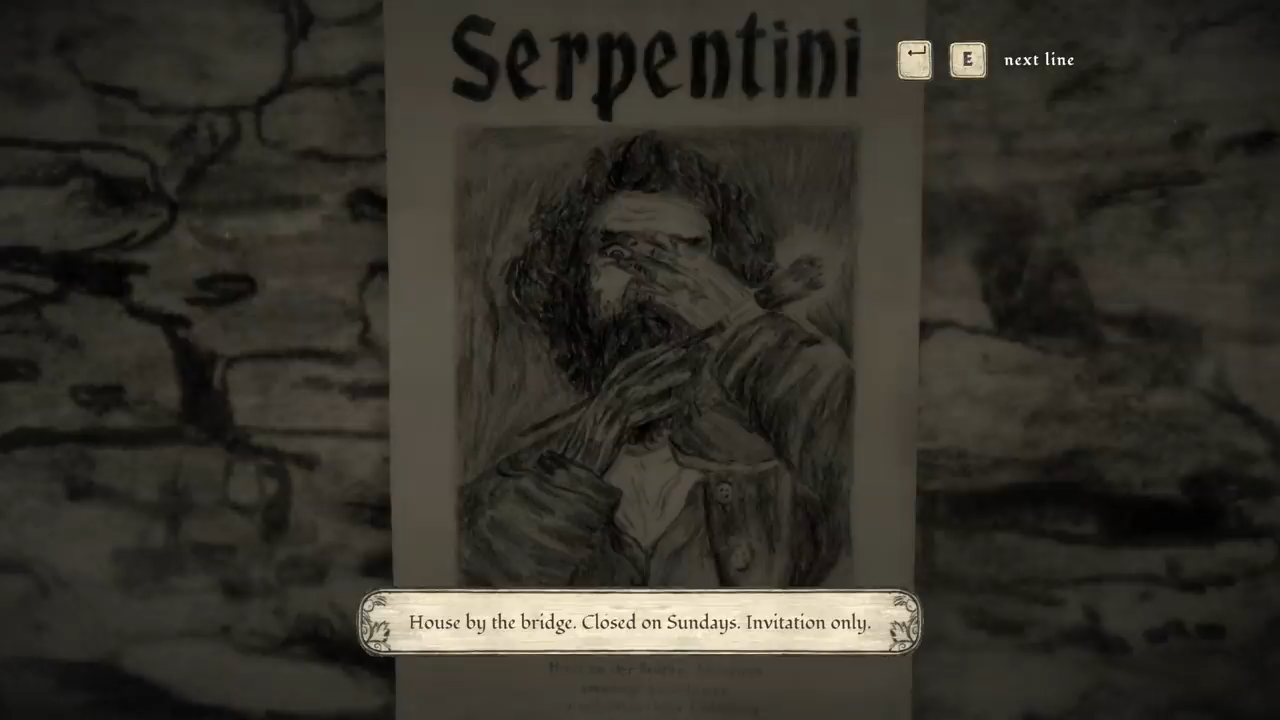 Serpentini
E next line
House by the bridge. Closed on Sundays. Invitation only.